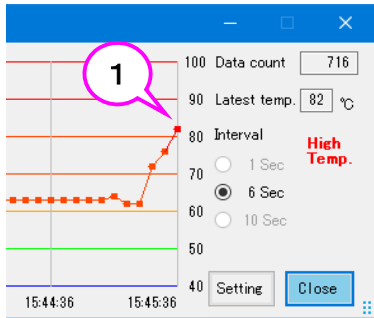 1
100
90
80
70
60
50
40
15:44:36
15:45:36
Data count 716
Latest temp. 82 ℃
Interval
High
Temp.
1 Sec
6 Sec
10 Sec
Setting
Close